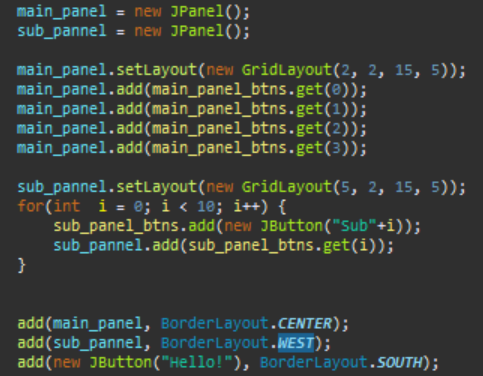 main_panel = new JPanel();
sub_pannel = new JPanel();
main_panel.setLayout(new GridLayout(2, 2, 15, 5));
main_panel.add(main_panel_btns.get(0));
main_panel.add(main_panel_btns.get(1));
main_panel.add(main_panel_btns.get(2));
main_panel.add(main_panel_btns.get(3));
sub_pannel.setLayout(new GridLayout(5, 2, 15, 5));
for(int  i = 0; i < 10; i++) {
    sub_panel_btns.add(new JButton("Sub"+i));
    sub_pannel.add(sub_panel_btns.get(i));
}
add(main_panel, BorderLayout.CENTER);
add(sub_pannel, BorderLayout.WEST);
add(new JButton("Hello!"), BorderLayout.SOUTH);